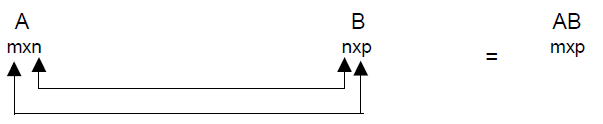 A B AB
mxn nxp = mxp